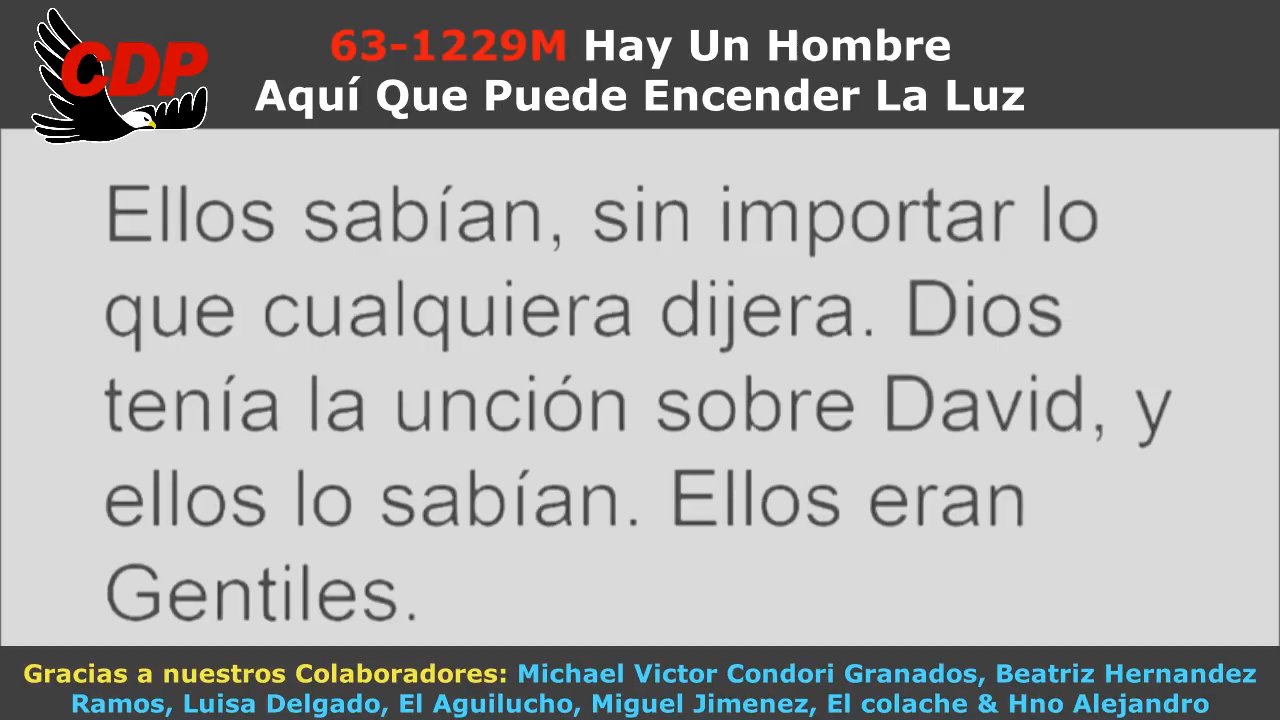 CDP
63-1229M Hay Un Hombre
Aquí Que Puede Encender La Luz
Ellos sabían, sin importar lo
que cualquiera dijera. Dios
tenía la unción sobre David, y
ellos lo sabían. Ellos eran
Gentiles.
Gracias a nuestros Colaboradores: Michael Victor Condori Granados, Beatriz Hernandez
Ramos, Luisa Delgado, El Aguilucho, Miguel Jimenez, El colache & Hno Alejandro